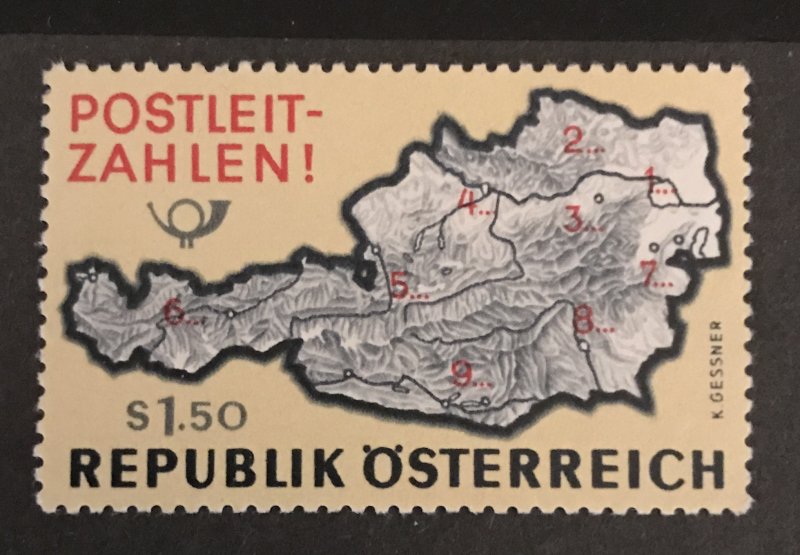 POSTLEIT-
ZAHLEN!
2...
1...
4...
3...
7...
5...
6...
8...
9...
S1.50
K. GESSNER
REPUBLIK ÖSTERREICH